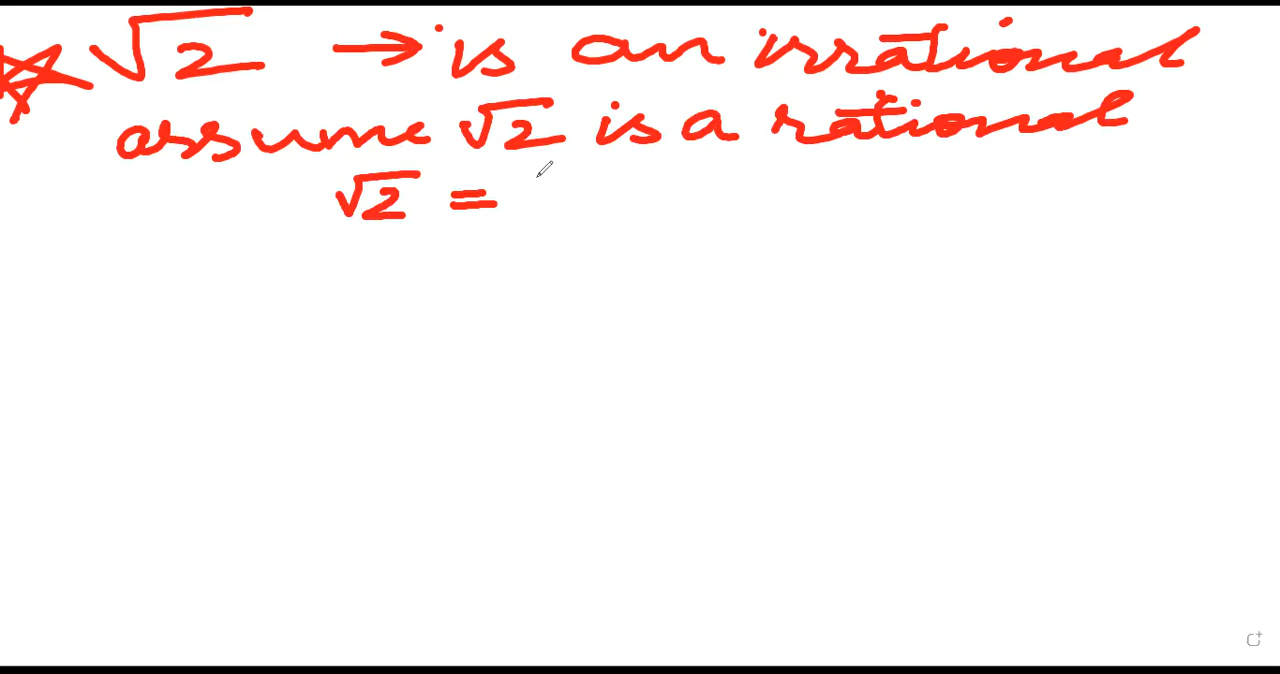 √2 → is an irrational
assume √2 is a rational
√2 =